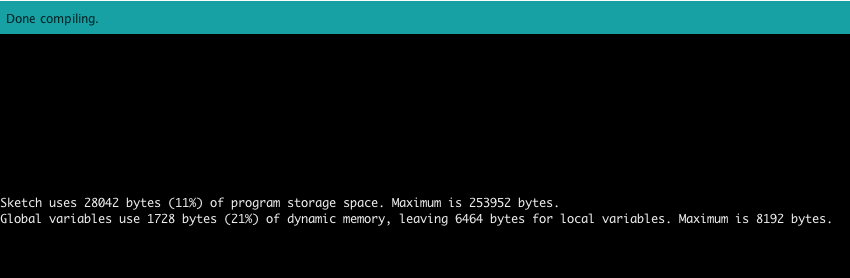 Done compiling.
Sketch uses 28042 bytes (11%) of program storage space. Maximum is 253952 bytes.
Global variables use 1728 bytes (21%) of dynamic memory, leaving 6464 bytes for local variables. Maximum is 8192 bytes.